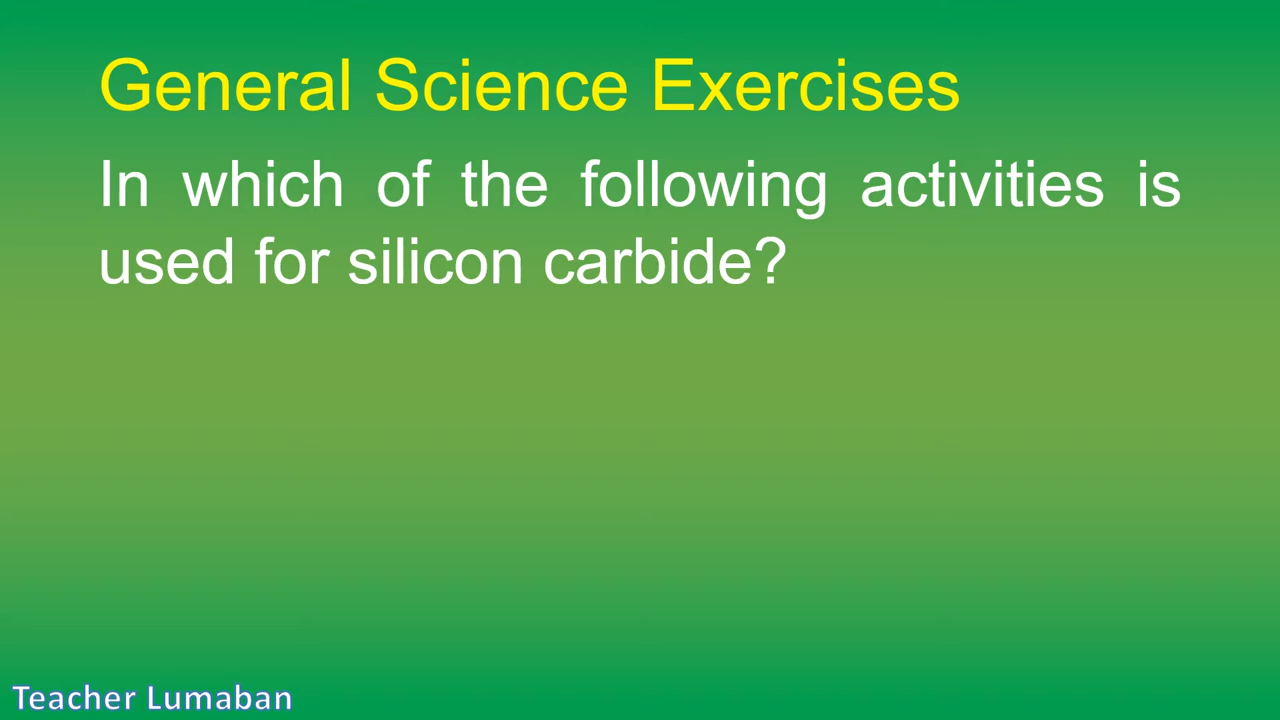 General Science Exercises
In which of the following activities is
used for silicon carbide?
Teacher Lumaban